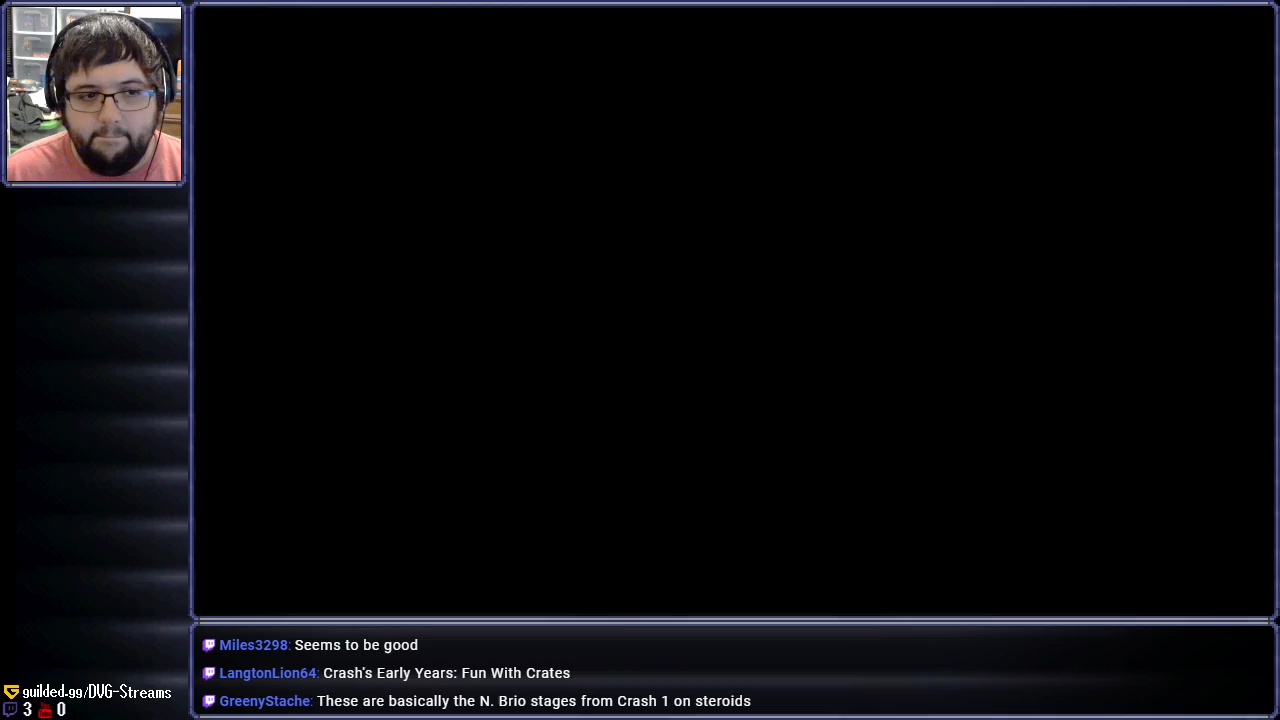 Miles3298: Seems to be good
LangtonLion64: Crash's Early Years: Fun With Crates
GreenyStache: These are basically the N. Brio stages from Crash 1 on steroids
guilded.gg/DVG-Streams
3 0